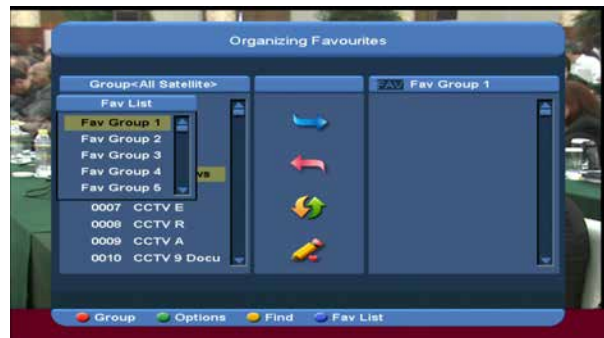 Organizing Favourites
Group<All Satellite>
FAV Fav Group 1
Fav List
Fav Group 1
Fav Group 2
Fav Group 3
Fav Group 4
Fav Group 5
0007 CCTV E
0008 CCTV R
0009 CCTV A
0010 CCTV 9 Docu
Group Options Find Fav List